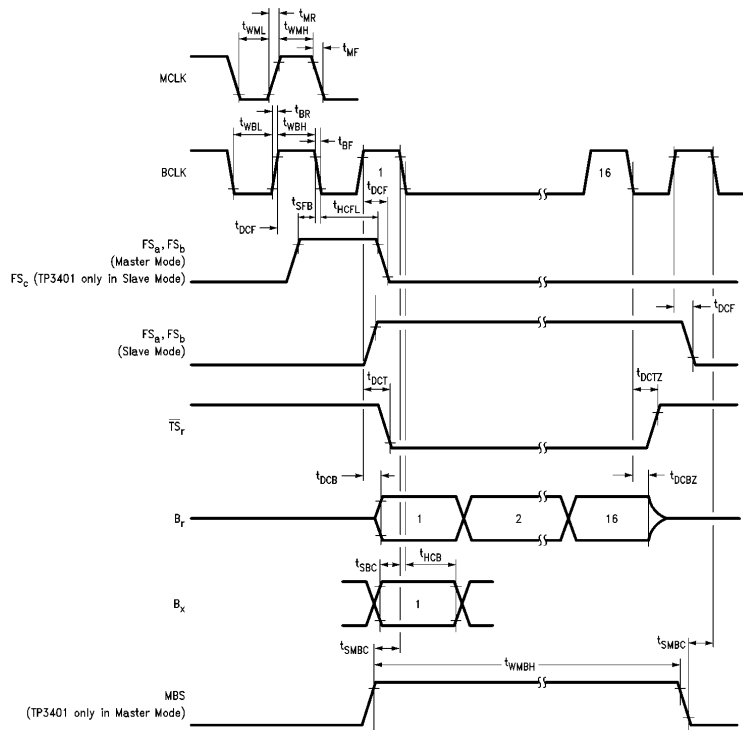 tMR
tWML tWMH
tMF
MCLK
tBR
tWBL tWBH
tBF
BCLK 1 16
tDCF
tSFB tHCFL
tDCF
FSa, FSb
(Master Mode)
FSc (TP3401 only in Slave Mode)
tDCF
FSa, FSb
(Slave Mode)
tDCT tDCTZ
TSr
tDCB tDCBZ
Br 1 2 16
tSBC tHCB
Bx 1
tSMBC tSMBC
tWMBH
MBS
(TP3401 only in Master Mode)